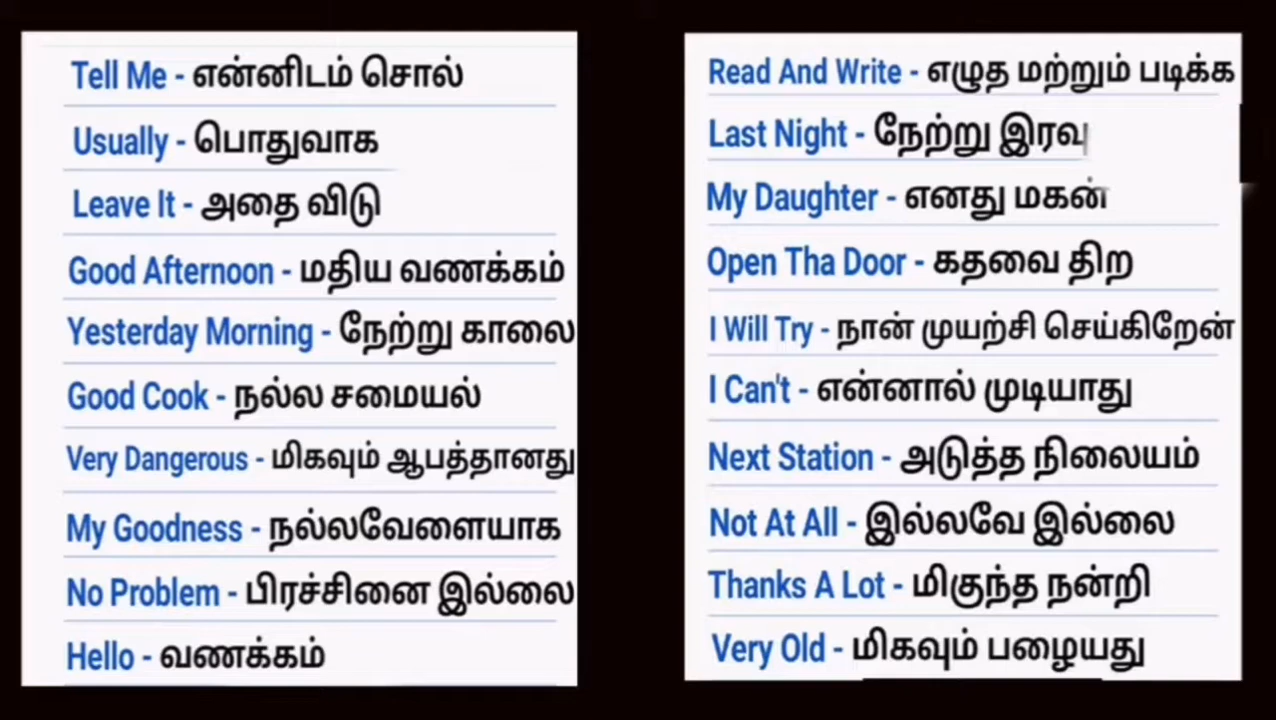 Tell Me - என்னிடம் சொல்
Usually - பொதுவாக
Leave It - அதை விடு
Good Afternoon - மதிய வணக்கம்
Yesterday Morning - நேற்று காலை
Good Cook - நல்ல சமையல்
Very Dangerous - மிகவும் ஆபத்தானது
My Goodness - நல்லவேளையாக
No Problem - பிரச்சினை இல்லை
Hello - வணக்கம்
Read And Write - எழுத மற்றும் படிக்க
Last Night - நேற்று இரவு
My Daughter - எனது மகன்
Open Tha Door - கதவை திற
I Will Try - நான் முயற்சி செய்கிறேன்
I Can't - என்னால் முடியாது
Next Station - அடுத்த நிலையம்
Not At All - இல்லவே இல்லை
Thanks A Lot - மிகுந்த நன்றி
Very Old - மிகவும் பழையது